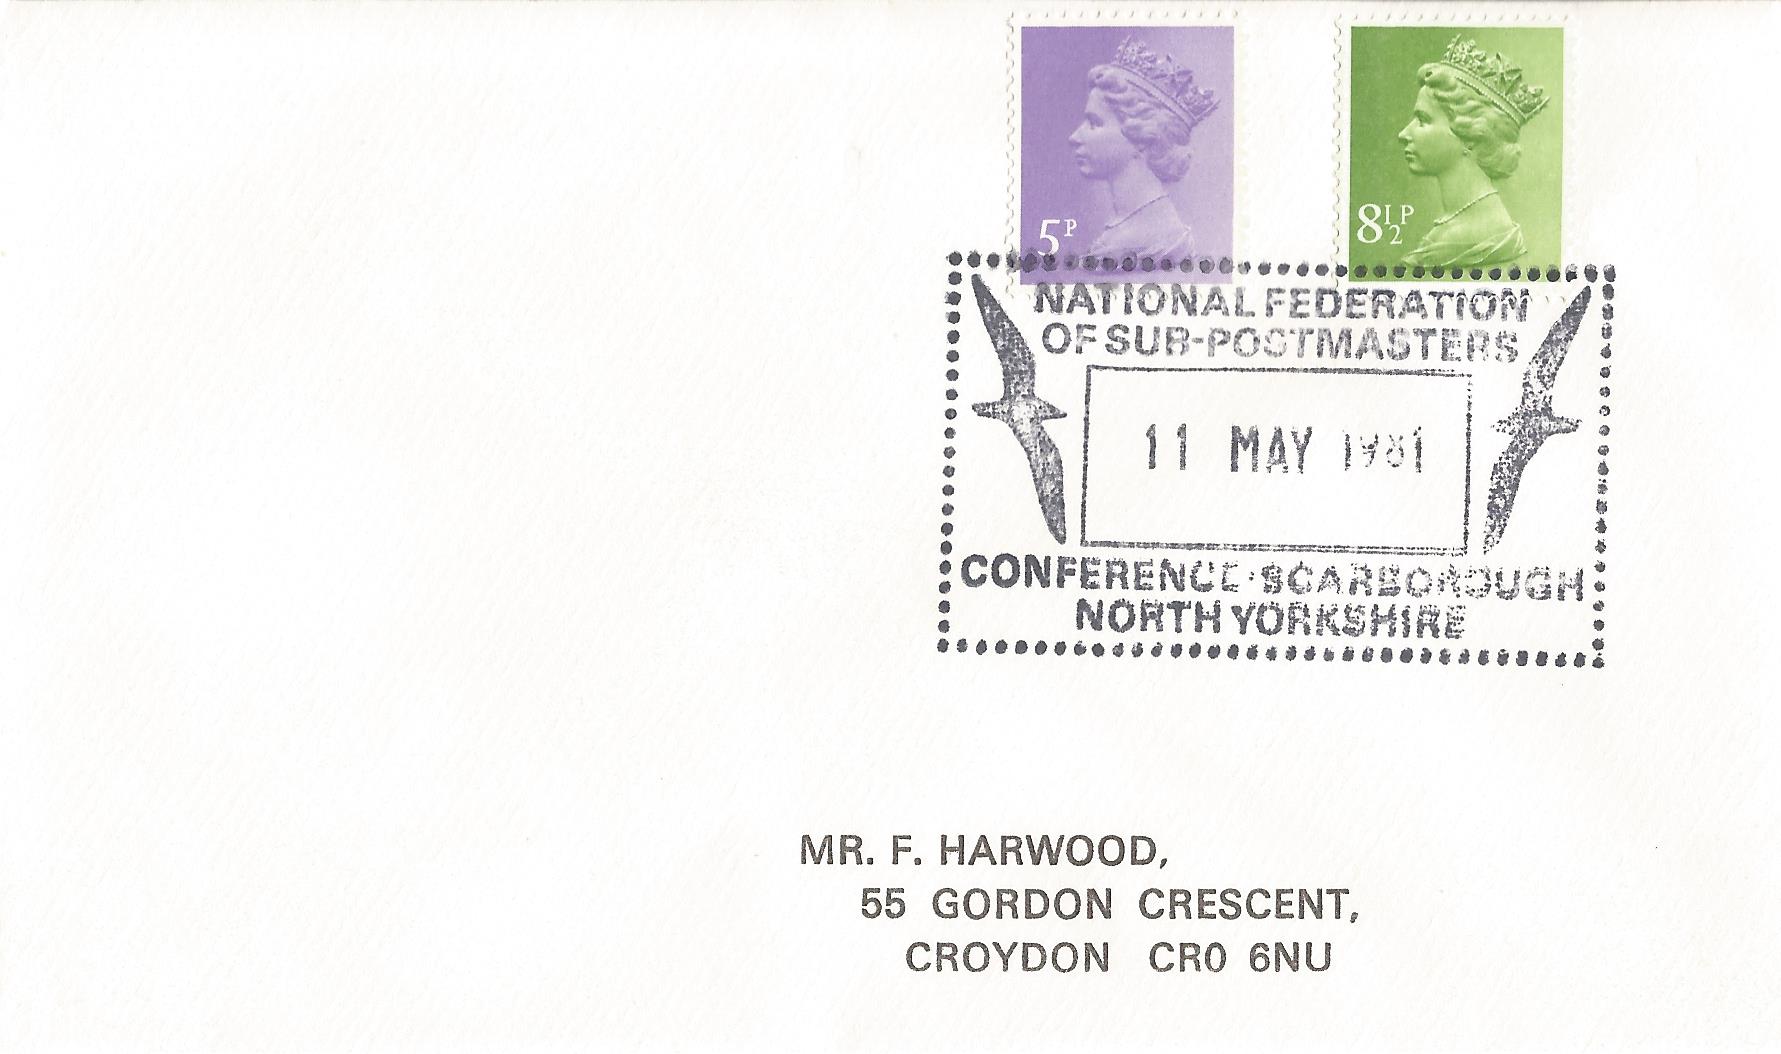 5P
8½P
NATIONAL FEDERATION
OF SUB-POSTMASTERS
11 MAY 1981
CONFERENCE·SCARBOROUGH
NORTH YORKSHIRE
MR. F. HARWOOD,
55 GORDON CRESCENT,
CROYDON CR0 6NU